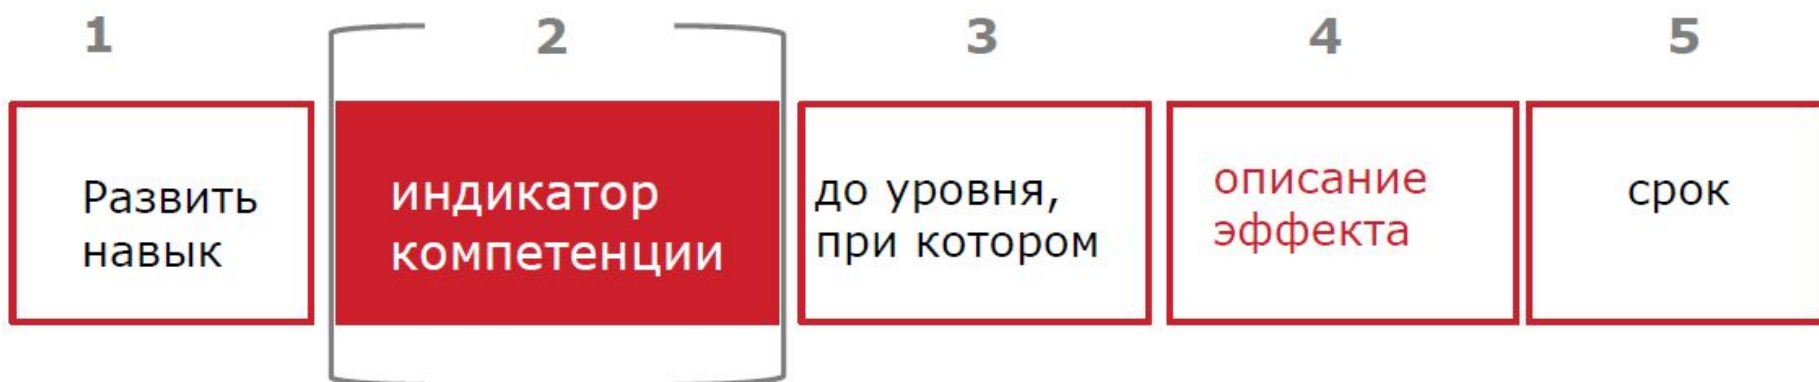 1
2
3
4
5
Развить
навык
индикатор
компетенции
до уровня,
при котором
описание
эффекта
срок